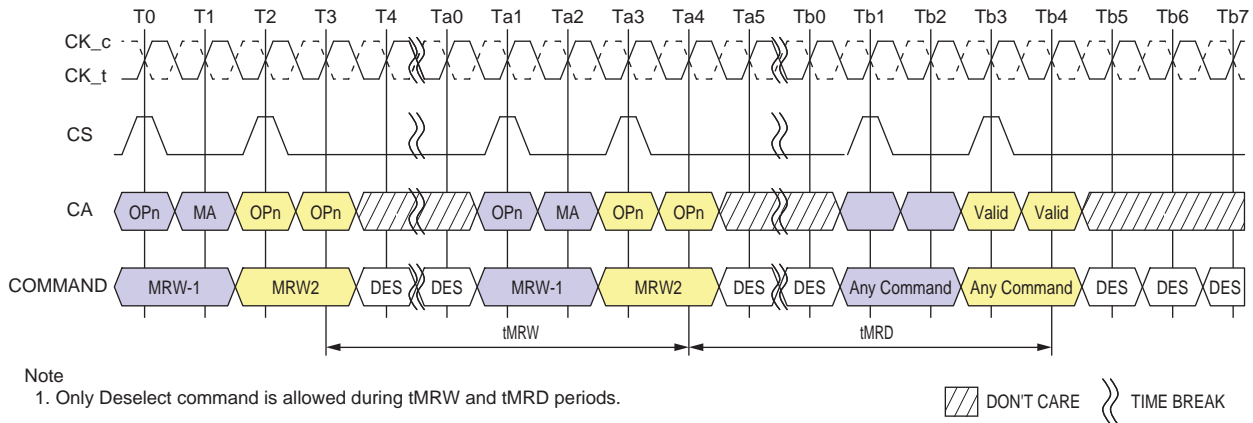 T0 T1 T2 T3 T4 Ta0 Ta1 Ta2 Ta3 Ta4 Ta5 Tb0 Tb1 Tb2 Tb3 Tb4 Tb5 Tb6 Tb7
CK_c
CK_t
CS
CA OPn MA OPn OPn OPn MA OPn OPn Valid Valid
COMMAND MRW-1 MRW2 DES DES MRW-1 MRW2 DES DES Any Command Any Command DES DES DES
tMRW tMRD
Note
1. Only Deselect command is allowed during tMRW and tMRD periods.
DON'T CARE TIME BREAK